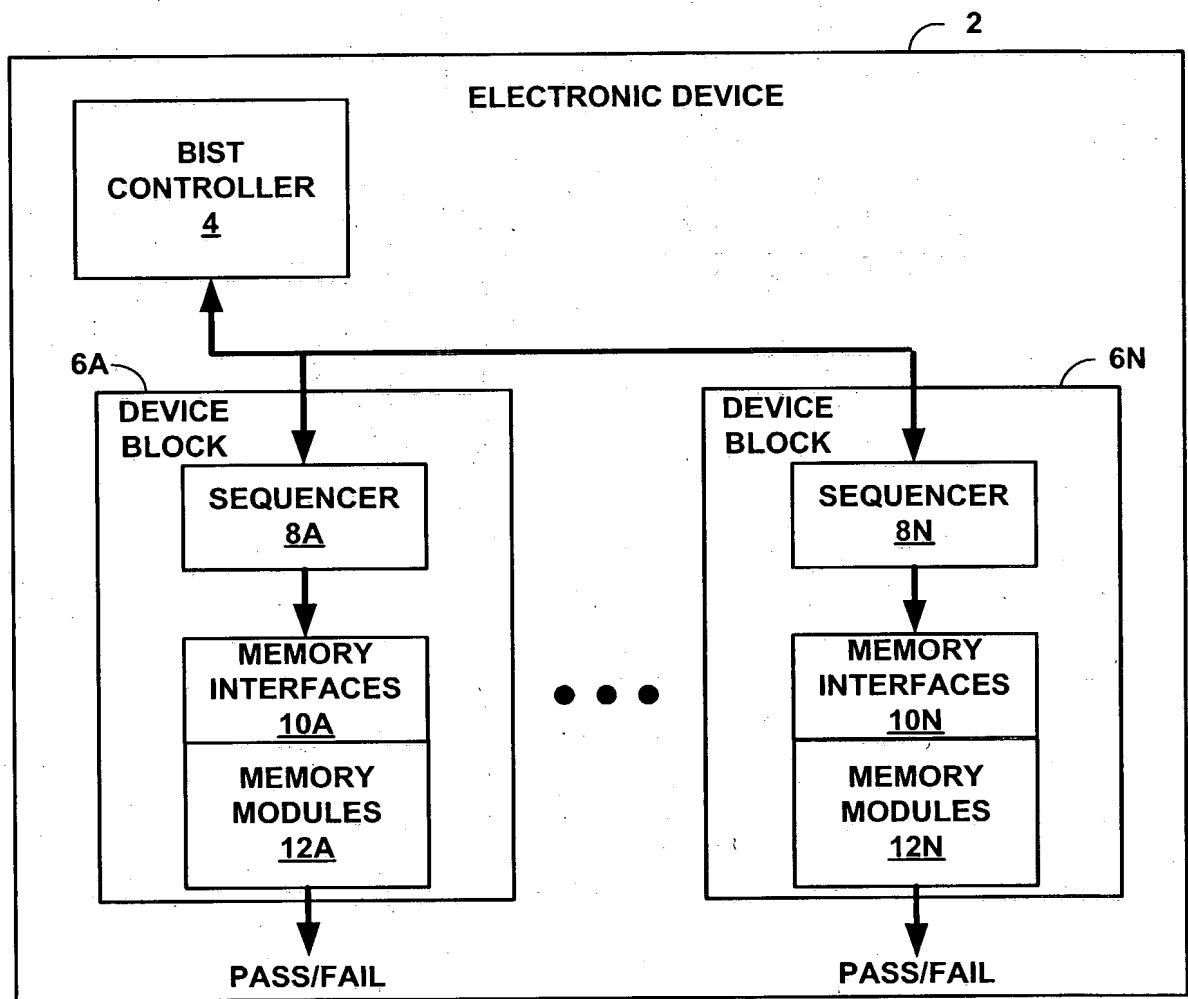 2
ELECTRONIC DEVICE
BIST
CONTROLLER
4
6A
6N
DEVICE
BLOCK
SEQUENCER
8A
MEMORY
INTERFACES
10A
MEMORY
MODULES
12A
PASS/FAIL
DEVICE
BLOCK
SEQUENCER
8N
MEMORY
INTERFACES
10N
MEMORY
MODULES
12N
PASS/FAIL